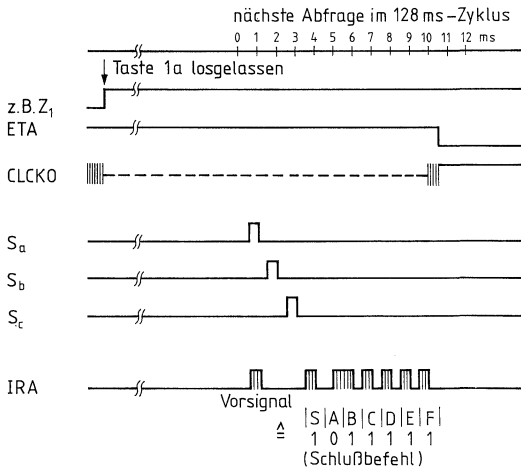 nächste Abfrage im 128 ms-Zyklus
0 1 2 3 4 5 6 7 8 9 10 11 12 ms
Taste 1a losgelassen
z.B.Z1
ETA
CLCKO
Sa
Sb
Sc
IRA
Vorsignal
≙ |S|A|B|C|D|E|F|
1 0 1 1 1 1 1
(Schlußbefehl)